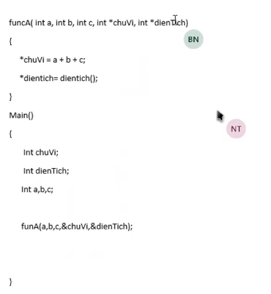 funcA( int a, int b, int c, int *chuVi, int *dienTich)
{
BN
*chuVi = a + b + c;
*dientich= dientich();
}
Main()
{
NT
Int chuVi;
Int dienTich;
Int a,b,c;
funA(a,b,c,&chuVi,&dienTich);
}